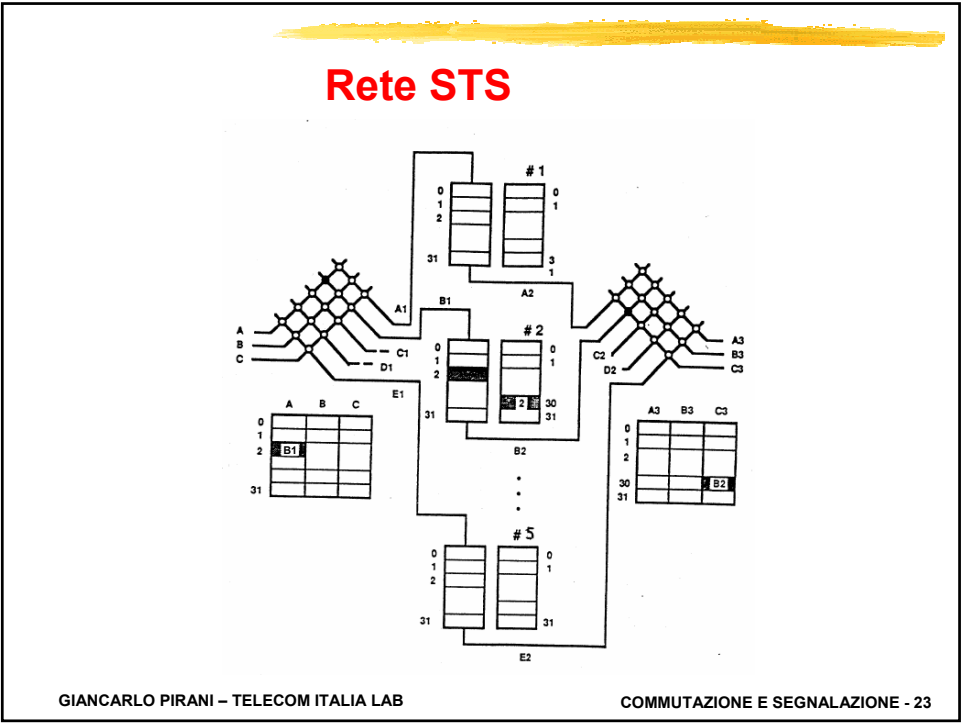 Rete STS
# 1
0
1
2
31
0
1
3
1
A2
A1
B1
A
B
C
C1
D1
E1
# 2
0
1
2
31
0
1
2
30
31
B2
C2
D2
A3
B3
C3
A B C
0
1
2 B1
31
A3 B3 C3
0
1
2
30 B2
31
# 5
0
1
2
31
0
1
31
E2
GIANCARLO PIRANI – TELECOM ITALIA LAB
COMMUTAZIONE E SEGNALAZIONE - 23